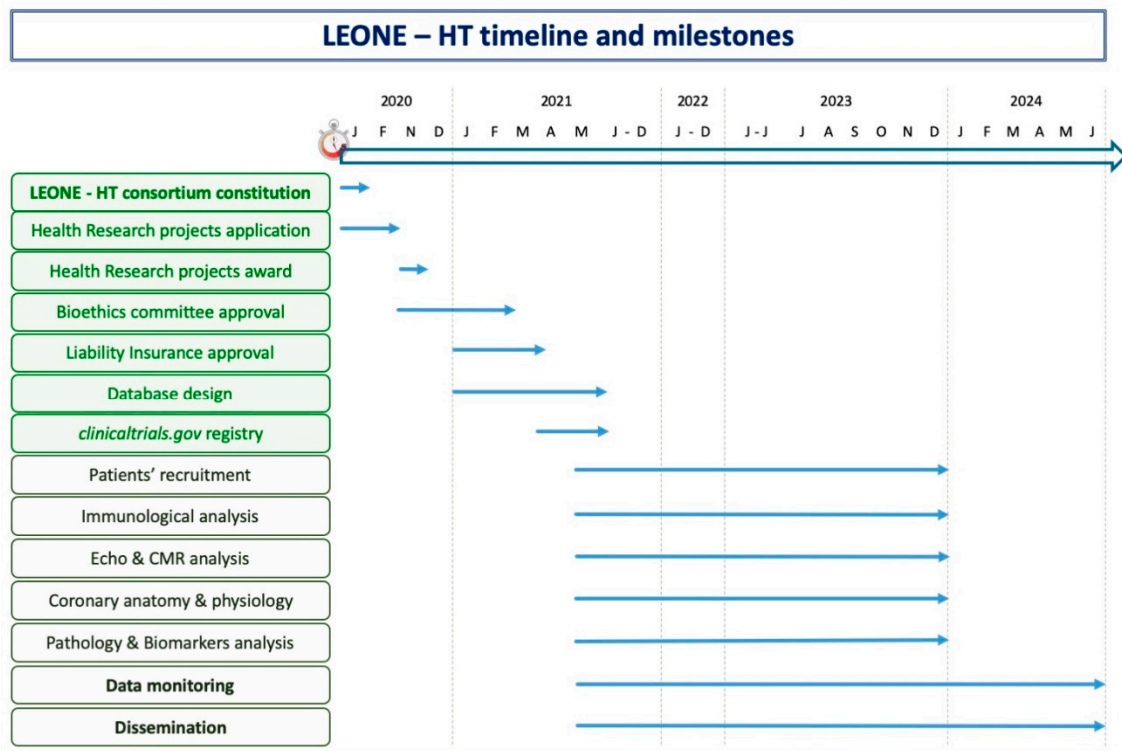 LEONE – HT timeline and milestones
2020 2021 2022 2023 2024
J F N D J F M A M J - D J - D J - J J A S O N D J F M A M J
LEONE - HT consortium constitution
Health Research projects application
Health Research projects award
Bioethics committee approval
Liability Insurance approval
Database design
clinicaltrials.gov registry
Patients’ recruitment
Immunological analysis
Echo & CMR analysis
Coronary anatomy & physiology
Pathology & Biomarkers analysis
Data monitoring
Dissemination